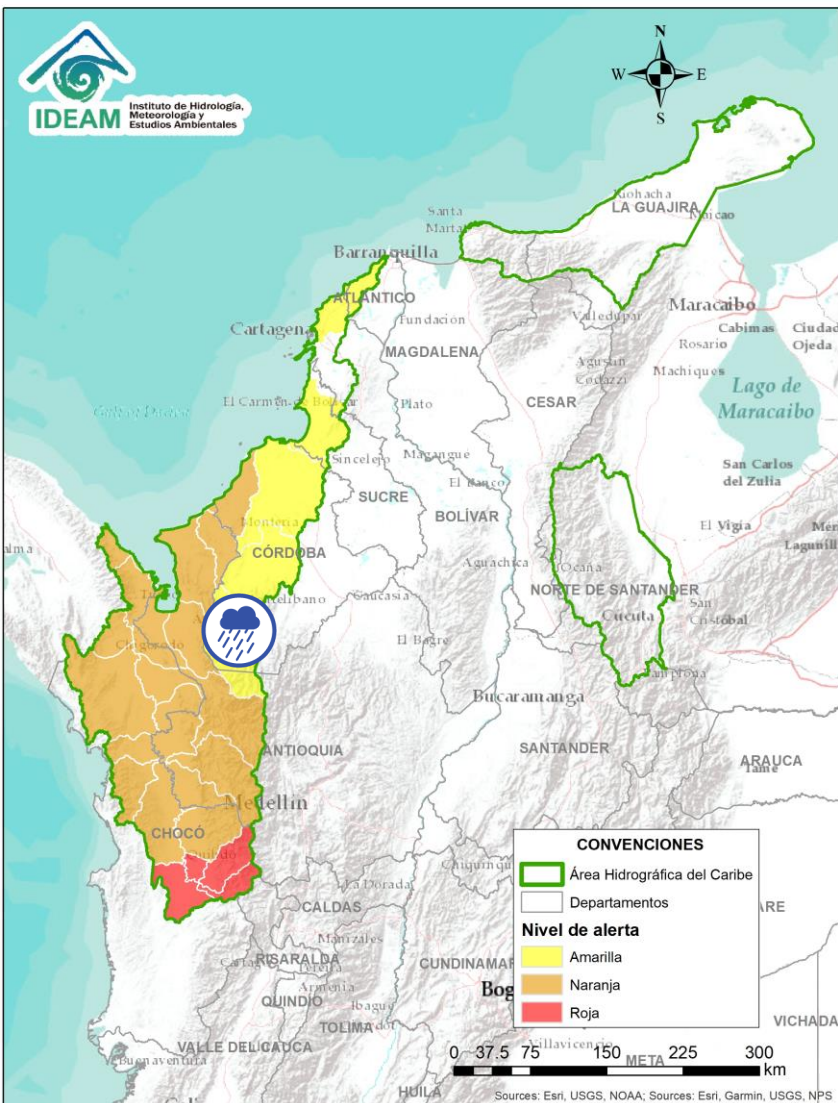 IDEAM
Instituto de Hidrología,
Meteorología y
Estudios Ambientales
N
W
E
S
Riohacha
LA GUAJIRA
Maicao
Santa
Marta
Barranquilla
ATLÁNTICO
Maracaibo
Cartagena
Fundación
Valledupar
Cabimas
Ciudad
Ojeda
Rosario
MAGDALENA
Agustín
Codazzi
Machiques
Lago de
Maracaibo
El Carmen de Bolívar
Plato
CESAR
Sincelejo
Magangué
San Carlos
del Zulia
El Banco
SUCRE
BOLÍVAR
Montería
El Vigía
CÓRDOBA
Aguachica
Ocaña
NORTE DE SANTANDER
Caucasia
Cucuta
San
Cristóbal
El Bagre
Chigorodo
Pamplona
Bucaramanga
ANTIOQUIA
SANTANDER
ARAUCA
Tame
Medellín
CHOCÓ
Quibdó
La Dorada
CALDAS
Manizales
RISARALDA
Pereira
Armenia
QUINDÍO
Ibagué
TOLIMA
VALLE DEL CAUCA
Buenaventura
HUILA
Villavicencio
META
VICHADA
CONVENCIONES
Área Hidrográfica del Caribe
Departamentos
Nivel de alerta
Amarilla
Naranja
Roja
0 37.5 75 150 225 300
km
Sources: Esri, USGS, NOAA; Sources: Esri, Garmin, USGS, NPS